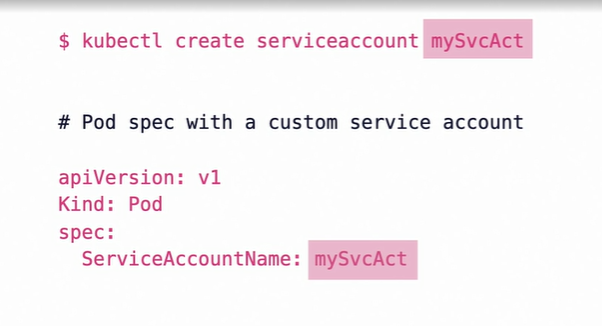 $ kubectl create serviceaccount mySvcAct
# Pod spec with a custom service account
apiVersion: v1
Kind: Pod
spec:
  ServiceAccountName: mySvcAct